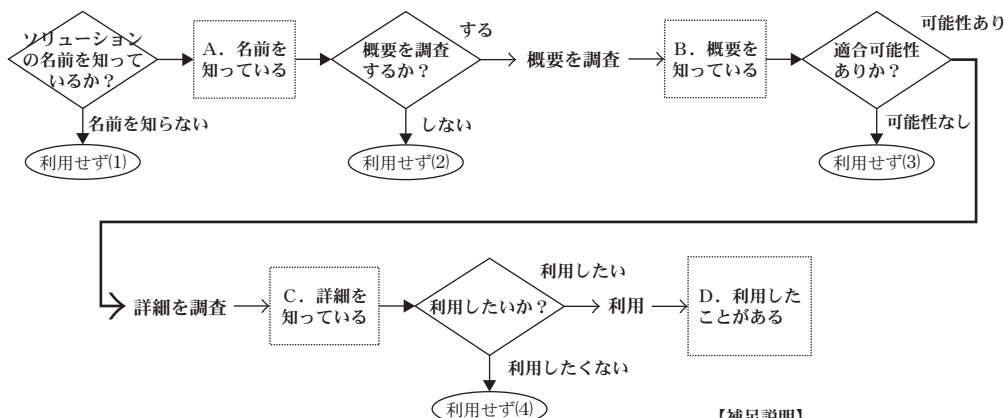 ソリューション
の名前を知って
いるか？
A．名前を
知っている
概要を調査
するか？
する
概要を調査
B．概要を
知っている
適合可能性
ありか？
可能性あり
名前を知らない
しない
可能性なし
利用せず(1)
利用せず(2)
利用せず(3)
詳細を調査
C．詳細を
知っている
利用したいか？
利用したい
利用
D．利用した
ことがある
利用したくない
利用せず(4)
【補足説明】